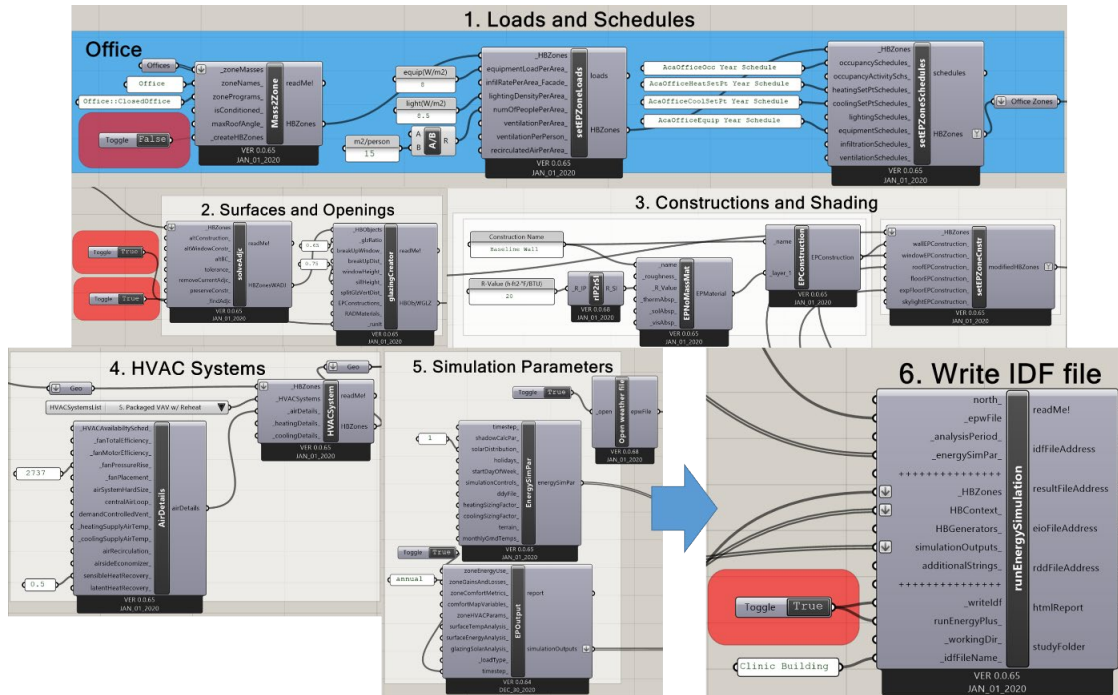 1. Loads and Schedules
Office
Offices
Office
Office::ClosedOffice
Toggle False
_zoneMasses
zoneNames_
zonePrograms_
isConditioned_
maxRoofAngle_
_createHBZones
Mass2Zone
readMe!
HBZones
VER 0.0.65
JAN_01_2020
equip(W/m2)
8
light(W/m2)
8.5
m2/person
15
A
B
A/B
R
_HBZones
equipmentLoadPerArea_
infilRatePerArea_Facade_
lightingDensityPerArea_
numOfPeoplePerArea_
ventilationPerArea_
ventilationPerPerson_
recirculatedAirPerArea_
setEPZoneLoads
loads
HBZones
VER 0.0.65
JAN_01_2020
AcaOfficeOcc Year Schedule
AcaOfficeHeatSetPt Year Schedule
AcaOfficeCoolSetPt Year Schedule
AcaOfficeEquip Year Schedule
_HBZones
occupancySchedules_
occupancyActivitySchs_
heatingSetPtSchedules_
coolingSetPtSchedules_
lightingSchedules_
equipmentSchedules_
infiltrationSchedules_
ventilationSchedules_
setEPZoneSchedules
schedules
HBZones
VER 0.0.65
JAN_01_2020
Office Zones
2. Surfaces and Openings
Toggle True
Toggle True
_HBZones
altConstruction_
altWindowConstr_
altBC_
tolerance_
removeCurrentAdjc_
preserveConstr_
_findAdjc
solveAdj
readMe!
HBZonesWADJ
VER 0.0.65
JAN_01_2020
0.65
0.75
_HBObjects
_glzRatio
breakUpWindow_
breakUpDist_
windowHeight_
sillHeight_
splitGlzVertDist_
EPConstructions_
RADMaterials_
_runIt
glazingCreator
readMe!
HBObjWGLZ
VER 0.0.65
JAN_01_2020
3. Constructions and Shading
Construction Name
Baseline Wall
R-Value (h·ft2·°F/BTU)
20
_R_IP
rIP2rSI
R_SI
VER 0.0.68
JAN_01_2020
_name
_roughness_
_R_Value
_thermAbsp_
_solAbsp_
_visAbsp_
EPNoMassMat
EPMaterial
VER 0.0.65
JAN_01_2020
_name
_layer_1
EPConstruction
EPConstruction
VER 0.0.65
JAN_01_2020
_HBZones
wallEPConstruction_
windowEPConstruction_
roofEPConstruction_
floorEPConstruction_
expFloorEPConstruction_
skylightEPConstruction_
setEPZoneCnstr
modifiedHBZones
VER 0.0.65
JAN_01_2020
4. HVAC Systems
Geo
Geo
HVACSystemsList 5. Packaged VAV w/ Reheat
_HBZones
_HVACSystems
_airDetails_
_heatingDetails_
_coolingDetails_
HVACSystem
readMe!
HBZones
VER 0.0.65
JAN_01_2020
2737
0.5
_HVACAvailabiltySched_
_fanTotalEfficiency_
_fanMotorEfficiency_
_fanPressureRise_
_fanPlacement_
airSystemHardSize_
centralAirLoop_
demandControlledVent_
_heatingSupplyAirTemp_
_coolingSupplyAirTemp_
airRecirculation_
airsideEconomizer_
sensibleHeatRecovery_
latentHeatRecovery_
AirDetails
airDetails
VER 0.0.65
JAN_01_2020
5. Simulation Parameters
Toggle True
_open
Open weather file
epwFile
VER 0.0.68
JAN_01_2020
1
timestep_
shadowCalcPar_
solarDistribution_
holidays_
startDayOfWeek_
simulationControls_
ddyFile_
heatingSizingFactor_
coolingSizingFactor_
terrain_
monthlyGrndTemps_
EnergySimPar
energySimPar
VER 0.0.65
JAN_01_2020
Toggle True
annual
zoneEnergyUse_
zoneGainsAndLosses_
zoneComfortMetrics_
comfortMapVariables_
zoneHVACParams_
surfaceTempAnalysis_
surfaceEnergyAnalysis_
glazingSolarAnalysis_
_loadType_
timestep_
EPOutput
report
simulationOutputs
VER 0.0.64
DEC_30_2020
6. Write IDF file
Toggle True
Clinic Building
north_
_epwFile
_analysisPeriod_
_energySimPar_
+++++++++++++++
_HBZones
HBContext_
HBGenerators_
simulationOutputs_
additionalStrings_
+++++++++++++++
_writeIdf
runEnergyPlus_
_workingDir_
_idfFileName_
runEnergySimulation
readMe!
idfFileAddress
resultFileAddress
eioFileAddress
rddFileAddress
htmlReport
studyFolder
VER 0.0.65
JAN_01_2020